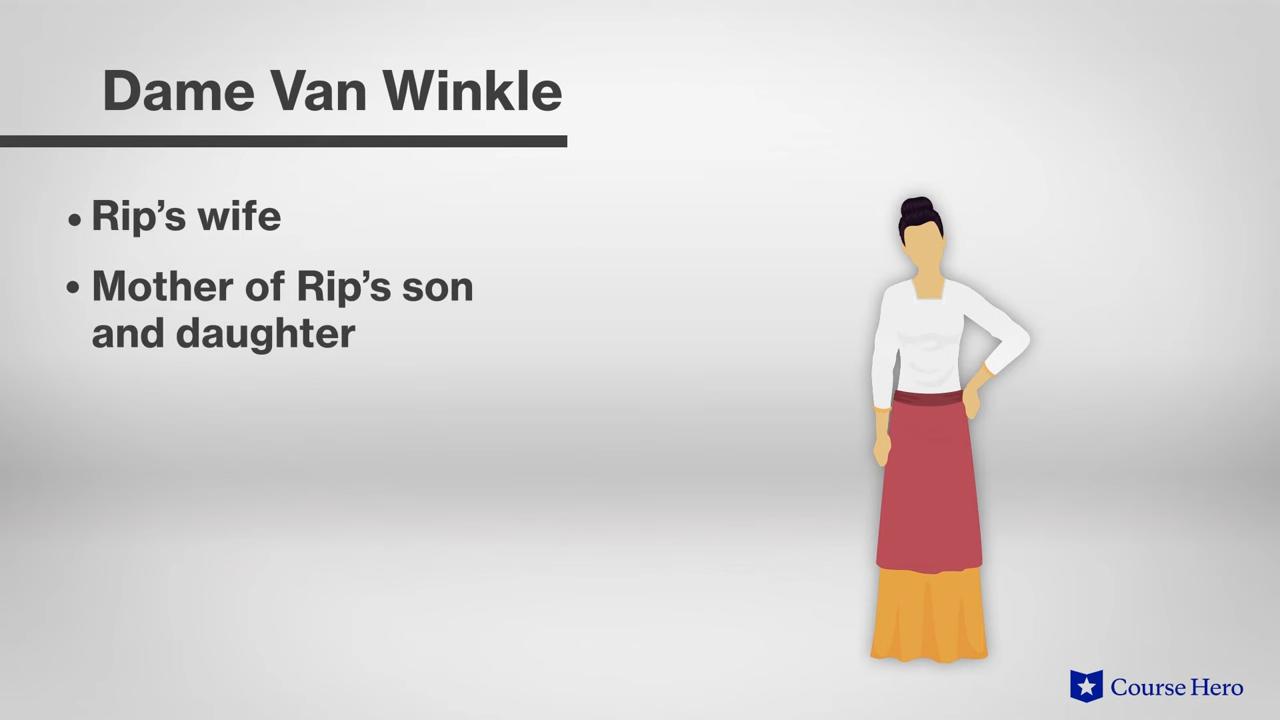 Dame Van Winkle
• Rip’s wife
• Mother of Rip’s son
and daughter
Course Hero